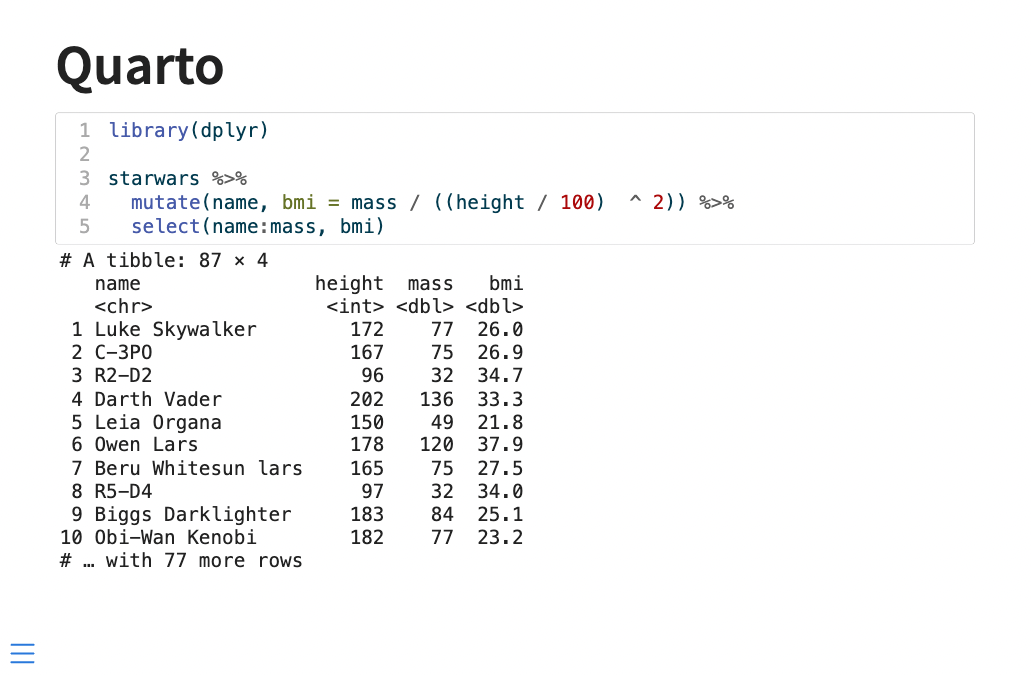 Quarto
1 library(dplyr)
2
3 starwars %>%
4   mutate(name, bmi = mass / ((height / 100)  ^ 2)) %>%
5   select(name:mass, bmi)
# A tibble: 87 × 4
   name               height  mass   bmi
   <chr>               <int> <dbl> <dbl>
 1 Luke Skywalker        172    77  26.0
 2 C-3PO                 167    75  26.9
 3 R2-D2                  96    32  34.7
 4 Darth Vader           202   136  33.3
 5 Leia Organa           150    49  21.8
 6 Owen Lars             178   120  37.9
 7 Beru Whitesun lars    165    75  27.5
 8 R5-D4                  97    32  34.0
 9 Biggs Darklighter     183    84  25.1
10 Obi-Wan Kenobi        182    77  23.2
# … with 77 more rows